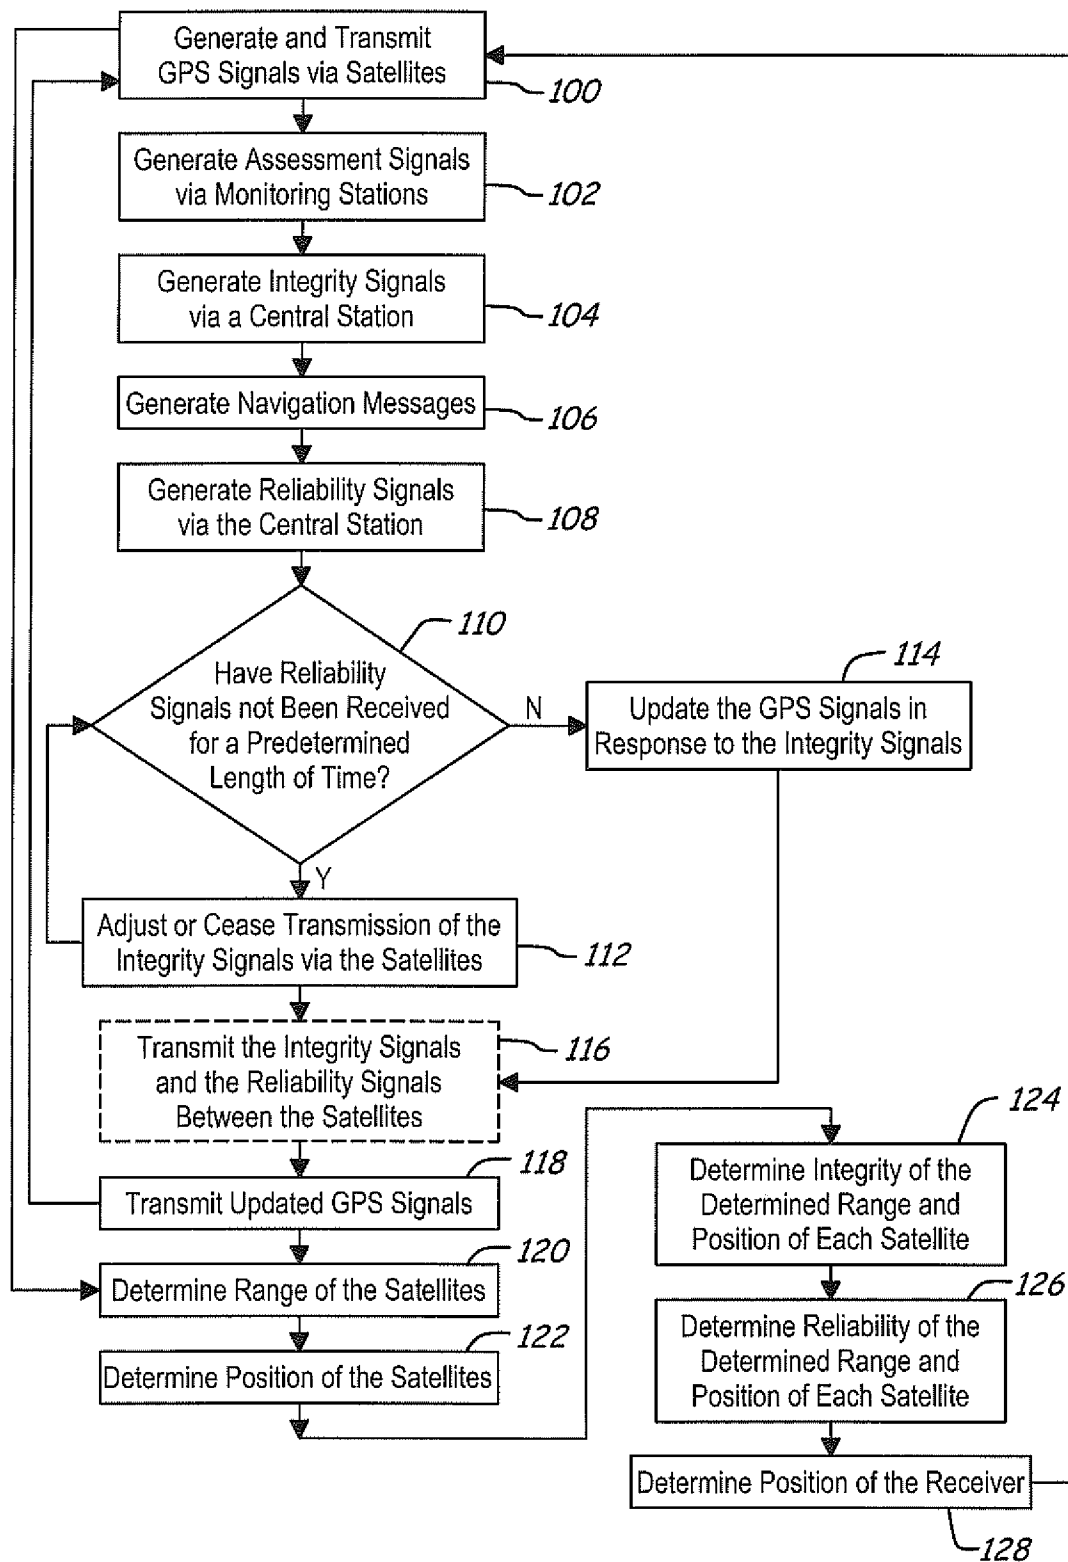 Generate and Transmit
GPS Signals via Satellites
100
Generate Assessment Signals
via Monitoring Stations
102
Generate Integrity Signals
via a Central Station
104
Generate Navigation Messages
106
Generate Reliability Signals
via the Central Station
108
110
Have Reliability
Signals not Been Received
for a Predetermined
Length of Time?
N
114
Update the GPS Signals in
Response to the Integrity Signals
Y
Adjust or Cease Transmission of the
Integrity Signals via the Satellites
112
Transmit the Integrity Signals
and the Reliability Signals
Between the Satellites
116
118
Transmit Updated GPS Signals
120
Determine Range of the Satellites
122
Determine Position of the Satellites
124
Determine Integrity of the
Determined Range and
Position of Each Satellite
126
Determine Reliability of the
Determined Range and
Position of Each Satellite
Determine Position of the Receiver
128